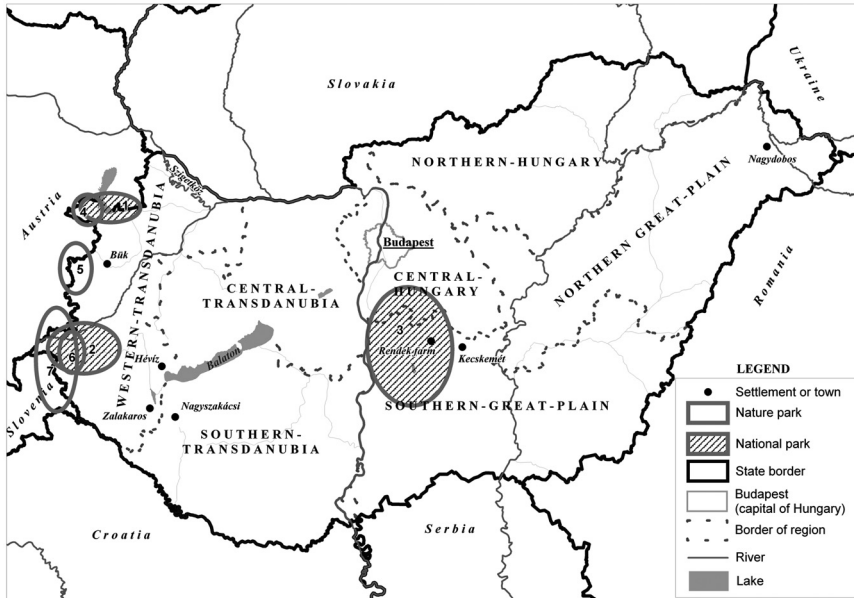 Slovakia
Ukraine
NORTHERN-HUNGARY
Nagydobos
Szigetköz
Austria
4
1
WESTERN-TRANSDANUBIA
NORTHERN GREAT-PLAIN
Budapest
Romania
5
Bük
CENTRAL-
TRANSDANUBIA
CENTRAL-
HUNGARY
3
2
6
7
Rendek-farm
Kecskemét
Hévíz
Balaton
Slovenia
Zalakaros
Nagyszakácsi
SOUTHERN-GREAT-PLAIN
SOUTHERN-
TRANSDANUBIA
Croatia
Serbia
LEGEND
Settlement or town
Nature park
National park
State border
Budapest
(capital of Hungary)
Border of region
River
Lake